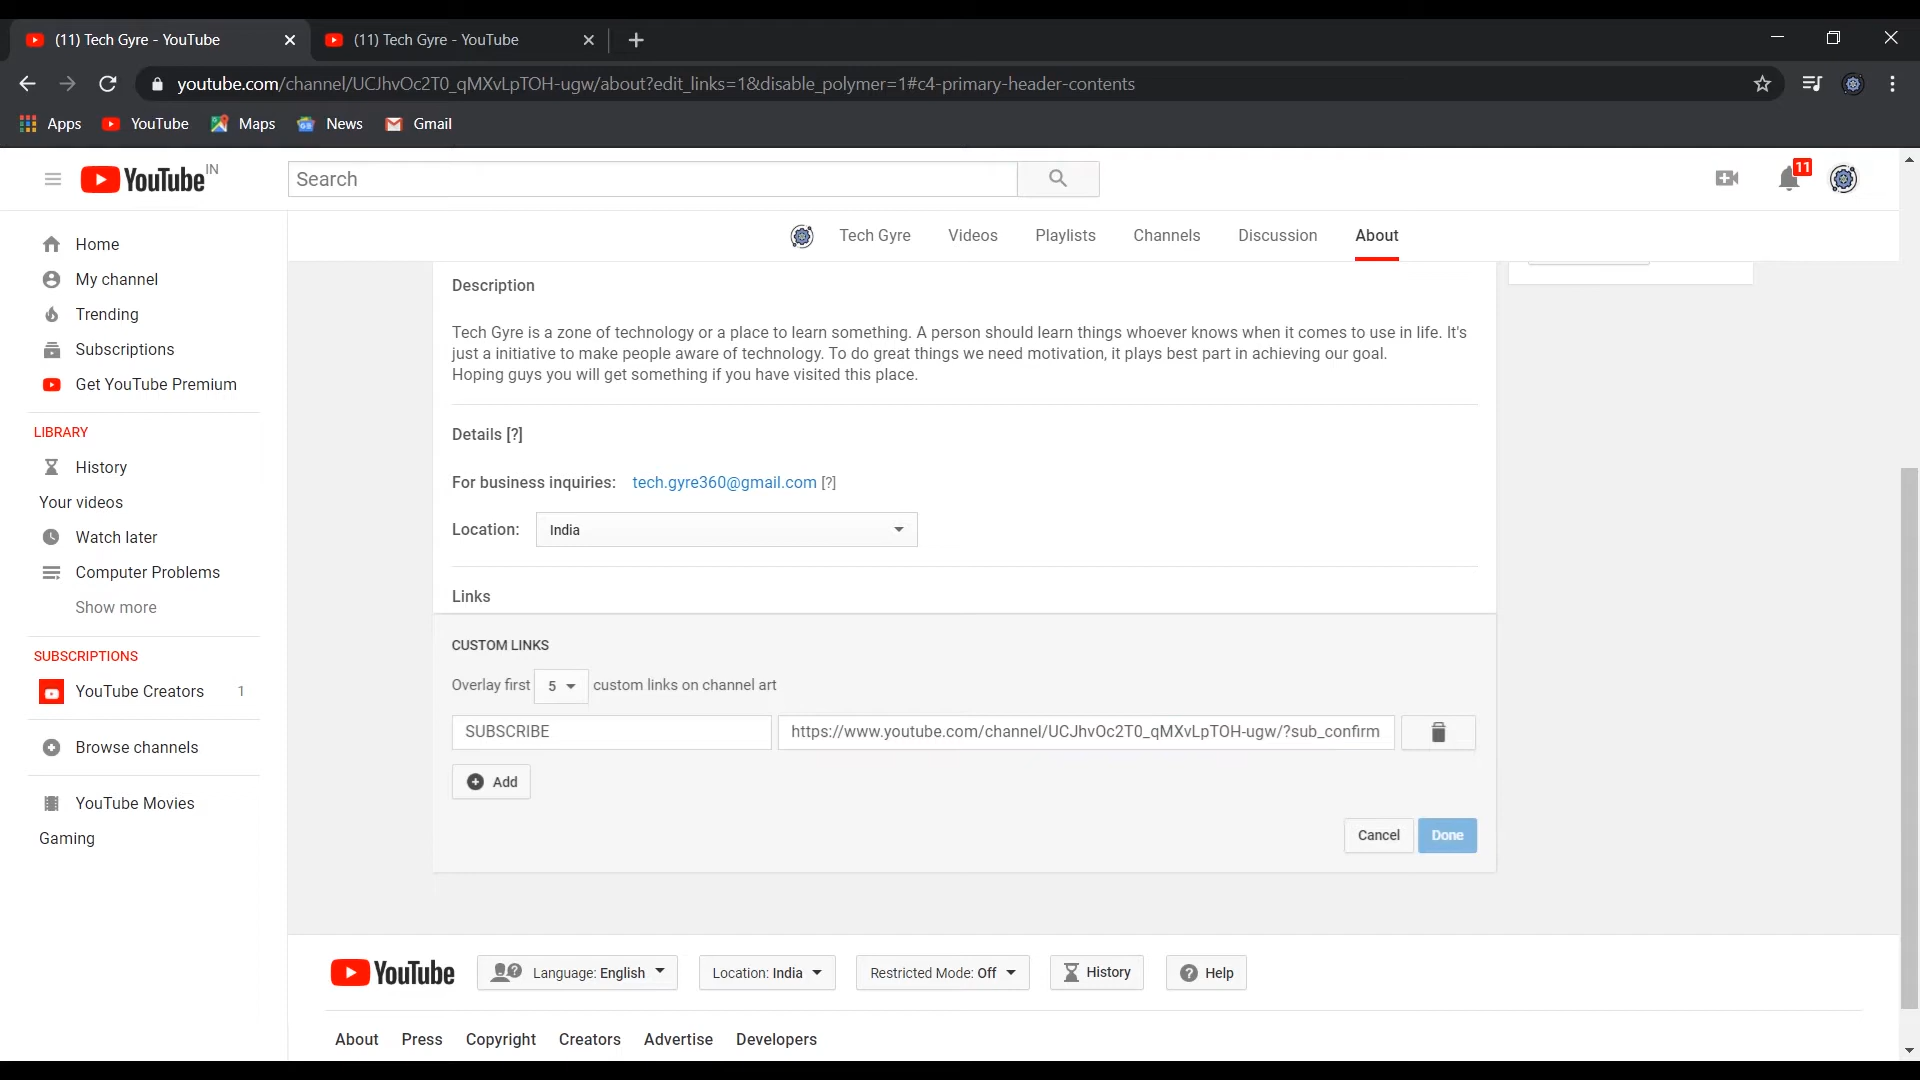 (11) Tech Gyre - YouTube
(11) Tech Gyre - YouTube
youtube.com/channel/UCJhvOc2T0_qMXvLpTOH-ugw/about?edit_links=1&disable_polymer=1#c4-primary-header-contents
Apps YouTube Maps News Gmail
YouTube IN
Search
11
Tech Gyre Videos Playlists Channels Discussion About
Home
My channel
Trending
Subscriptions
Get YouTube Premium
LIBRARY
History
Your videos
Watch later
Computer Problems
Show more
SUBSCRIPTIONS
YouTube Creators 1
Browse channels
YouTube Movies
Gaming
Description
Tech Gyre is a zone of technology or a place to learn something. A person should learn things whoever knows when it comes to use in life. It's
just a initiative to make people aware of technology. To do great things we need motivation, it plays best part in achieving our goal.
Hoping guys you will get something if you have visited this place.
Details [?]
For business inquiries: tech.gyre360@gmail.com [?]
Location: India
Links
CUSTOM LINKS
Overlay first 5 custom links on channel art
SUBSCRIBE https://www.youtube.com/channel/UCJhvOc2T0_qMXvLpTOH-ugw/?sub_confirm
Add
Cancel Done
YouTube Language: English Location: India Restricted Mode: Off History Help
About Press Copyright Creators Advertise Developers